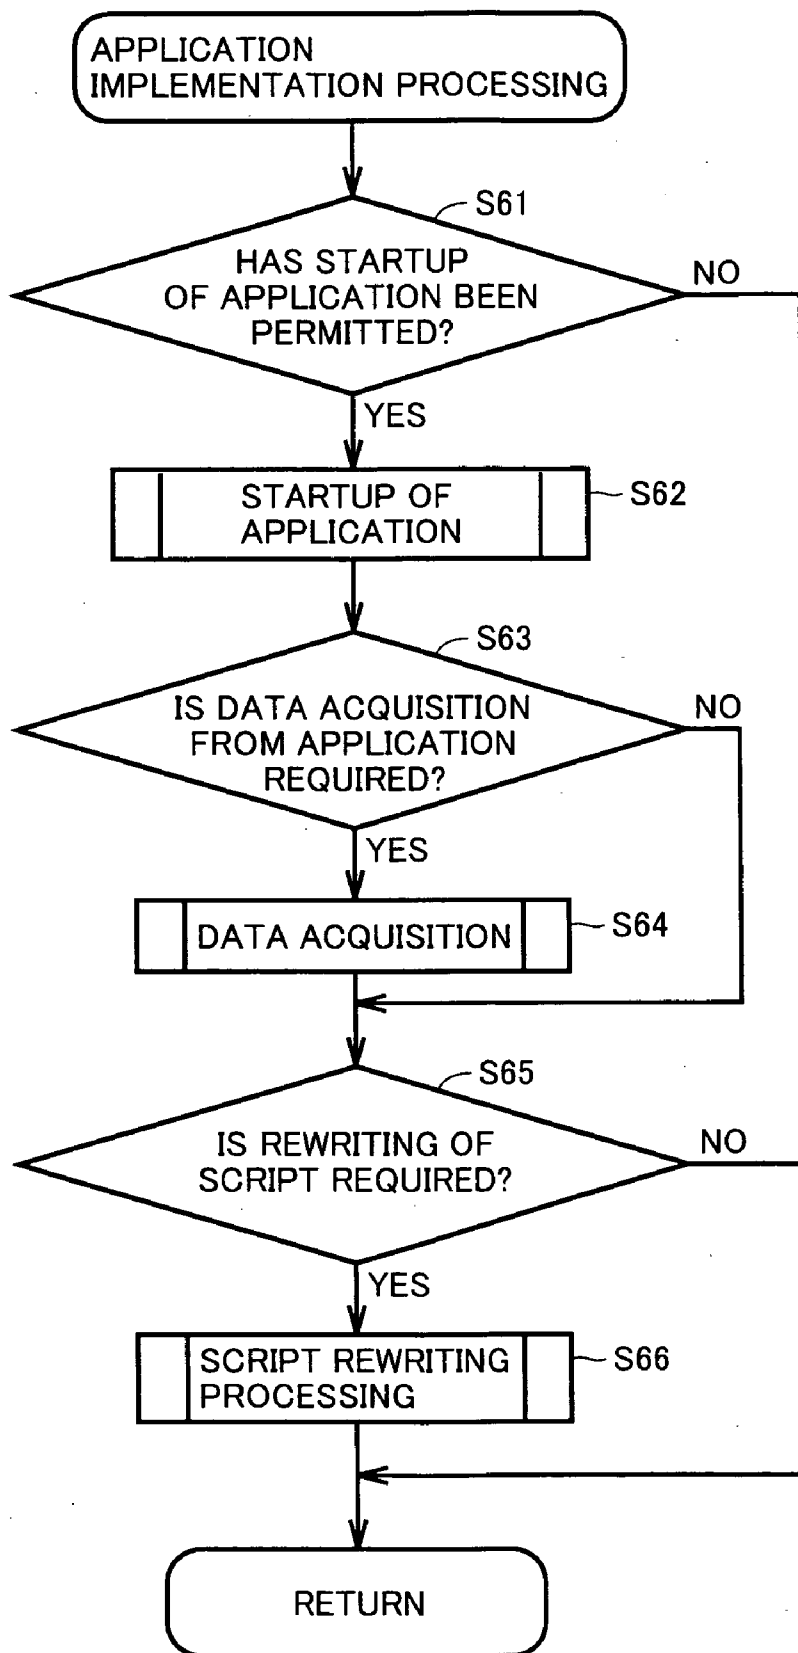 APPLICATION
IMPLEMENTATION PROCESSING
S61
HAS STARTUP
OF APPLICATION BEEN
PERMITTED?
NO
YES
STARTUP OF
APPLICATION
S62
S63
IS DATA ACQUISITION
FROM APPLICATION
REQUIRED?
NO
YES
DATA ACQUISITION
S64
S65
IS REWRITING OF
SCRIPT REQUIRED?
NO
YES
SCRIPT REWRITING
PROCESSING
S66
RETURN